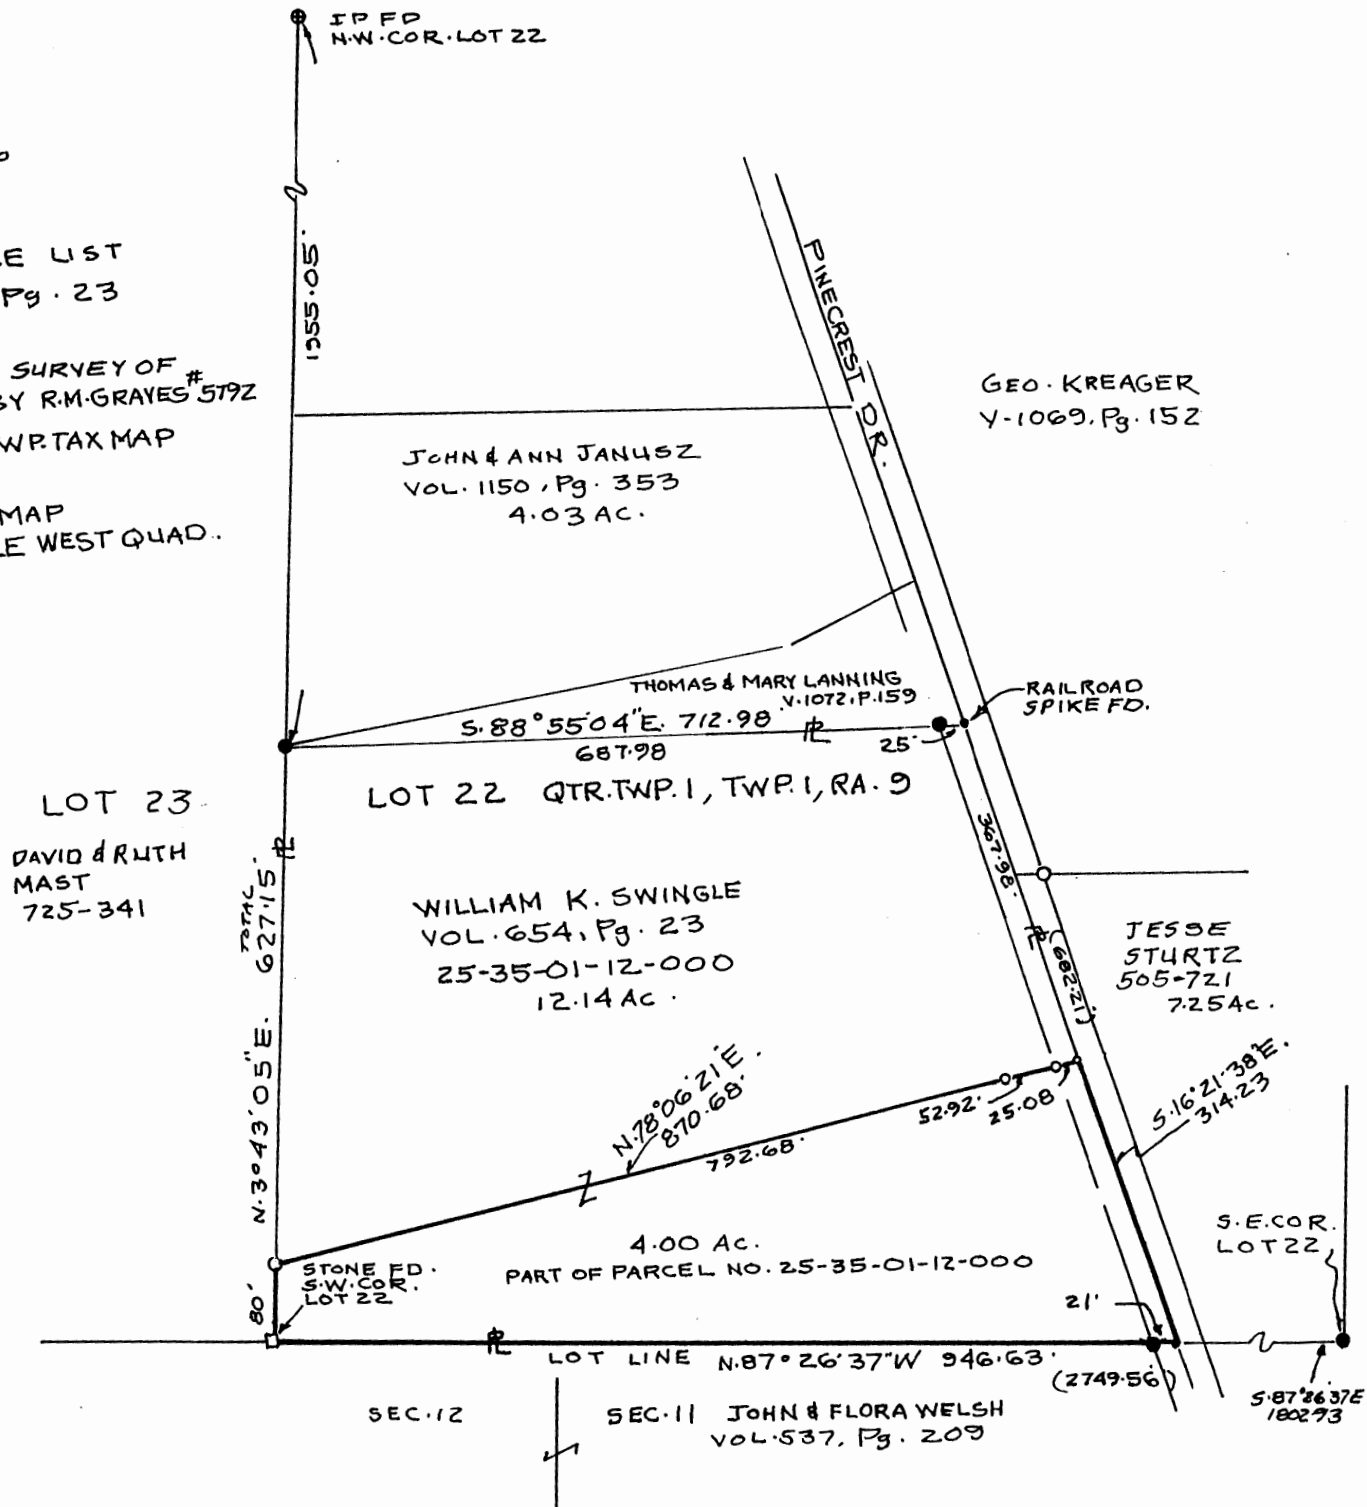 IP FD
N.W.COR.LOT 22
1955.05'
E LIST
Pg. 23
SURVEY OF
BY R.M.GRAVES #5792
WP.TAX MAP
MAP
LE WEST QUAD.
PINECREST DR.
GEO. KREAGER
V-1069, Pg. 152
JOHN & ANN JANUSZ
VOL. 1150, Pg. 353
4.03 AC.
THOMAS & MARY LANNING
V.1072, P.159
RAILROAD
SPIKE FD.
S.88°55'04"E. 712.98'
687.98
25'
LOT 23
LOT 22 QTR.TWP.1, TWP.1, RA.9
DAVID & RUTH
MAST
725-341
TOTAL
627.15'
N.3°43'05"E.
WILLIAM K. SWINGLE
VOL.654, Pg. 23
25-35-01-12-000
12.14 Ac.
367.98'
(682.21')
JESSE
STURTZ
505-721
7.25 Ac.
N.78°06'21"E.
870.68'
792.68'
52.92'
25.08
S.16°21'38"E.
314.23
S.E.COR.
LOT 22
4.00 AC.
PART OF PARCEL NO. 25-35-01-12-000
STONE FD.
S.W.COR.
LOT 22
80'
21'
LOT LINE N.87°26'37"W 946.63'
(2749.56')
S.87°26'37E
1802.93
SEC.12
SEC.11 JOHN & FLORA WELSH
VOL.537, Pg. 209